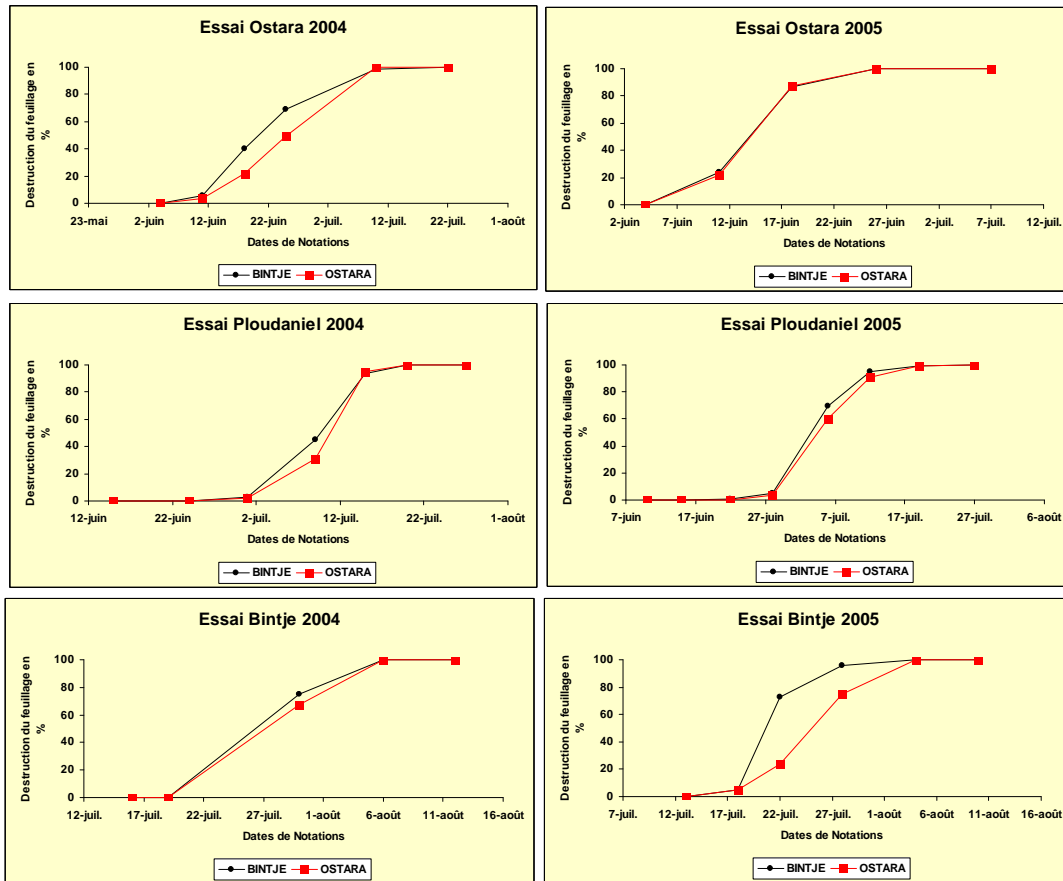 Essai Ostara 2004
Destruction du feuillage en
%
100
80
60
40
20
0
23-mai 2-juin 12-juin 22-juin 2-juil. 12-juil. 22-juil. 1-août
Dates de Notations
BINTJE OSTARA
Essai Ostara 2005
Destruction du feuillage en
%
100
80
60
40
20
0
2-juin 7-juin 12-juin 17-juin 22-juin 27-juin 2-juil. 7-juil. 12-juil.
Dates de Notations
BINTJE OSTARA
Essai Ploudaniel 2004
Destruction du feuillage en
%
100
80
60
40
20
0
12-juin 22-juin 2-juil. 12-juil. 22-juil. 1-août
Dates de Notations
BINTJE OSTARA
Essai Ploudaniel 2005
Destruction du feuillage en
%
100
80
60
40
20
0
7-juin 17-juin 27-juin 7-juil. 17-juil. 27-juil. 6-août
Dates de Notations
BINTJE OSTARA
Essai Bintje 2004
Destruction du feuillage en
%
100
80
60
40
20
0
12-juil. 17-juil. 22-juil. 27-juil. 1-août 6-août 11-août 16-août
Dates de Notations
BINTJE OSTARA
Essai Bintje 2005
Destruction du feuillage en
%
100
80
60
40
20
0
7-juil. 12-juil. 17-juil. 22-juil. 27-juil. 1-août 6-août 11-août 16-août
Dates de Notations
BINTJE OSTARA